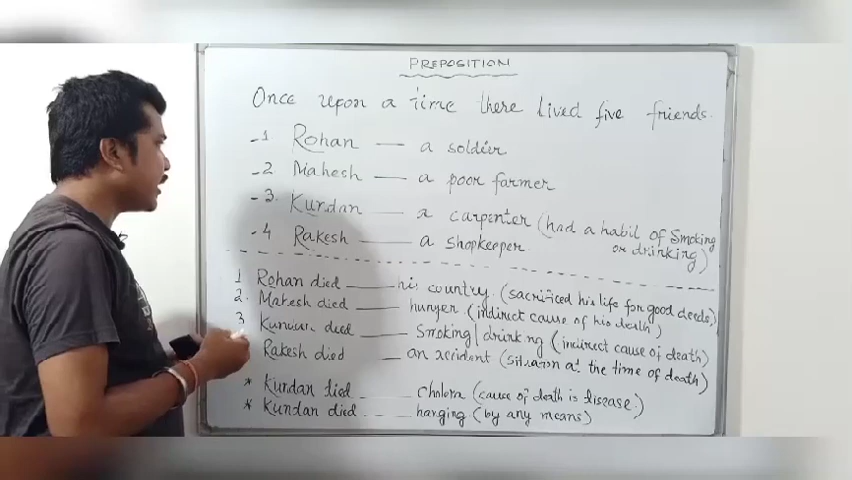 PREPOSITION
Once upon a time there lived five friends.
-1 Rohan — a soldier
-2 Mahesh — a poor farmer
-3. Kundan — a carpenter (had a habit of Smoking
or drinking)
-4 Rakesh — a shopkeeper
1 Rohan died ____ his country. (sacrificed his life for good deeds)
2. Mahesh died ____ hunger (indirect cause of his death)
3 Kundan died ____ Smoking/drinking (indirect cause of death)
Rakesh died __ an accident (situation at the time of death)
* Kundan died ____ cholera (cause of death is disease.)
* Kundan died ____ hanging (by any means)